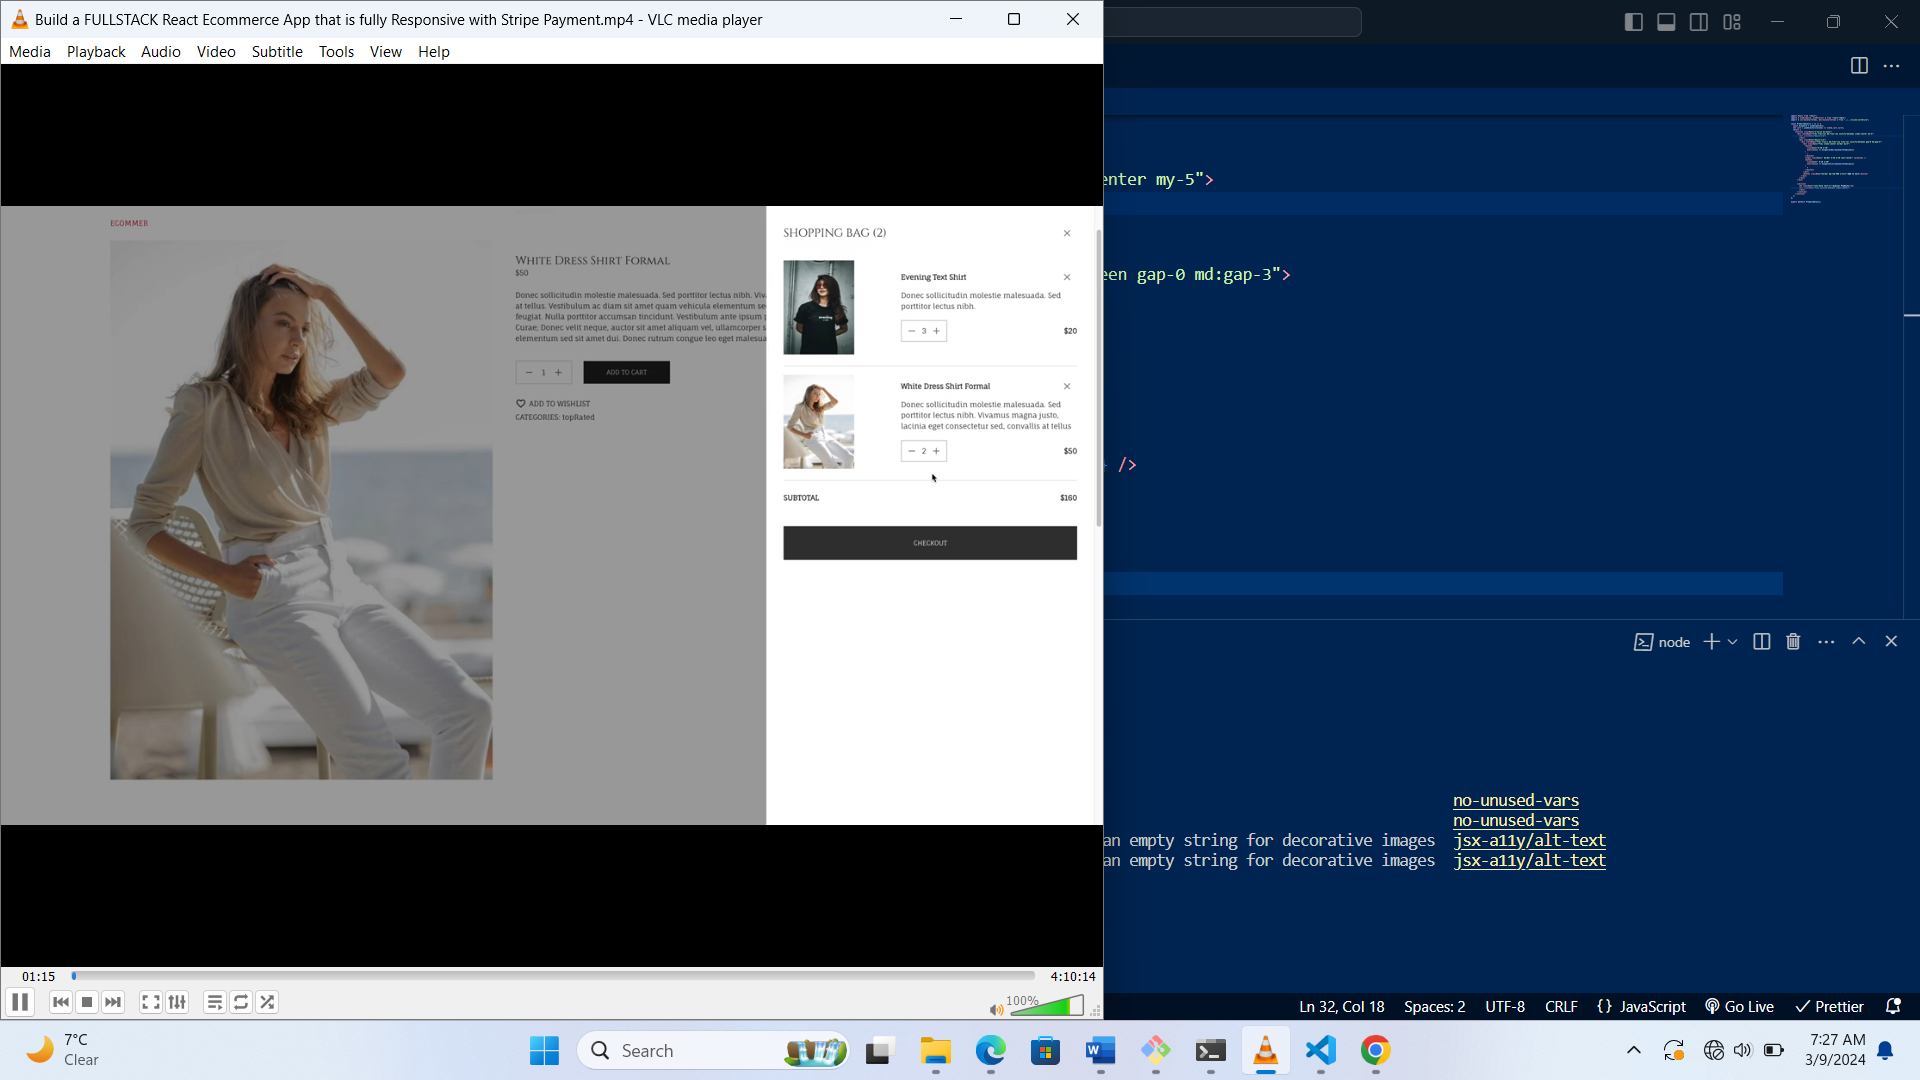 Build a FULLSTACK React Ecommerce App that is fully Responsive with Stripe Payment.mp4 - VLC media player
Media Playback Audio Video Subtitle Tools View Help
ECOMMER
WHITE DRESS SHIRT FORMAL
$50
Donec sollicitudin molestie malesuada. Sed porttitor lectus nibh. Viv
at tellus. Vestibulum ac diam sit amet quam vehicula elementum se
feugiat. Nulla porttitor accumsan tincidunt. Vestibulum ante ipsum p
Curae; Donec velit neque, auctor sit amet aliquam vel, ullamcorper s
elementum sed sit amet dui. Donec rutrum congue leo eget malesua
− 1 + ADD TO CART
ADD TO WISHLIST
CATEGORIES: topRated
SHOPPING BAG (2)
Evening Text Shirt
Donec sollicitudin molestie malesuada. Sed
porttitor lectus nibh.
− 3 + $20
White Dress Shirt Formal
Donec sollicitudin molestie malesuada. Sed
porttitor lectus nibh. Vivamus magna justo,
lacinia eget consectetur sed, convallis at tellus
− 2 + $50
SUBTOTAL $160
CHECKOUT
01:15 4:10:14
100%
enter my-5">
een gap-0 md:gap-3">
/>
node
no-unused-vars
no-unused-vars
an empty string for decorative images jsx-a11y/alt-text
an empty string for decorative images jsx-a11y/alt-text
Ln 32, Col 18 Spaces: 2 UTF-8 CRLF {} JavaScript Go Live Prettier
7°C
Clear
Search
7:27 AM
3/9/2024